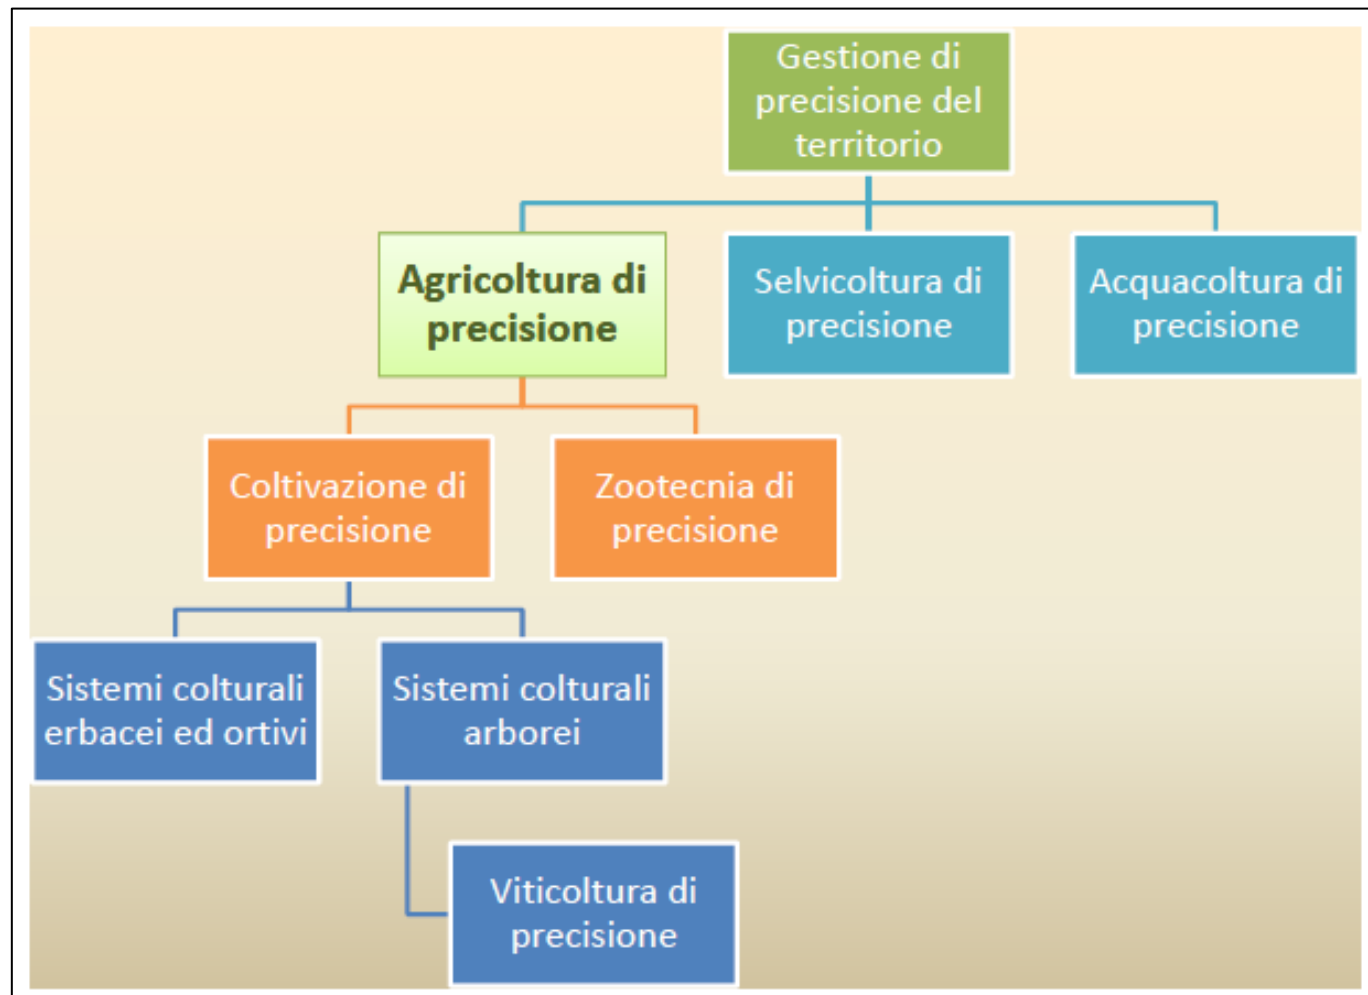 Gestione di
precisione del
territorio
Agricoltura di
precisione
Selvicoltura di
precisione
Acquacoltura di
precisione
Coltivazione di
precisione
Zootecnia di
precisione
Sistemi colturali
erbacei ed ortivi
Sistemi colturali
arborei
Viticoltura di
precisione